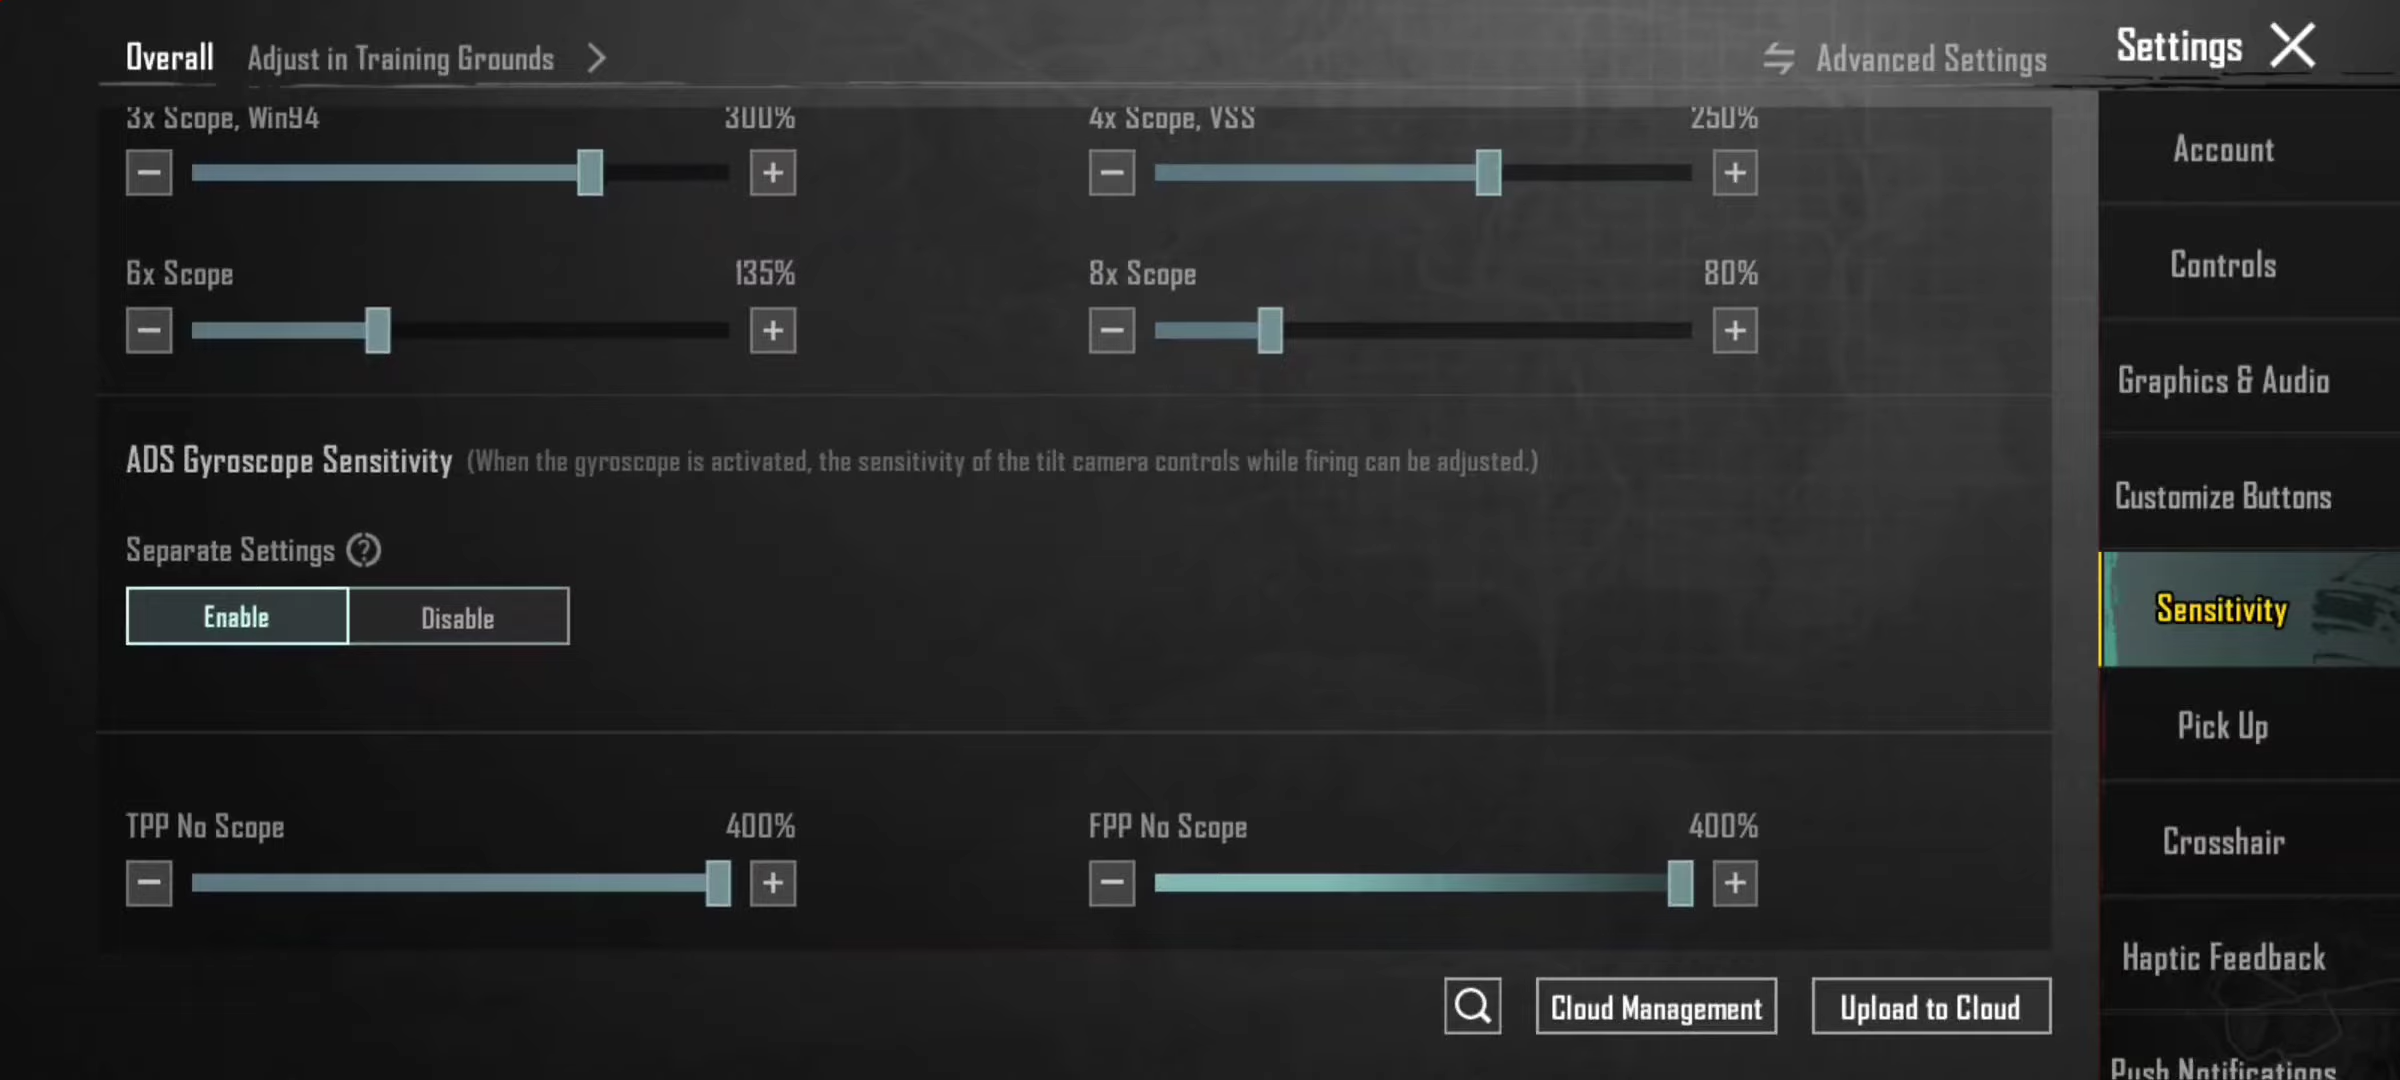 Overall Adjust in Training Grounds > Advanced Settings Settings
3x Scope, Win94 300% 4x Scope, VSS 250%
6x Scope 135% 8x Scope 80%
ADS Gyroscope Sensitivity (When the gyroscope is activated, the sensitivity of the tilt camera controls while firing can be adjusted.)
Separate Settings ?
Enable Disable
TPP No Scope 400% FPP No Scope 400%
Cloud Management Upload to Cloud
Account
Controls
Graphics & Audio
Customize Buttons
Sensitivity
Pick Up
Crosshair
Haptic Feedback
Push Notifications